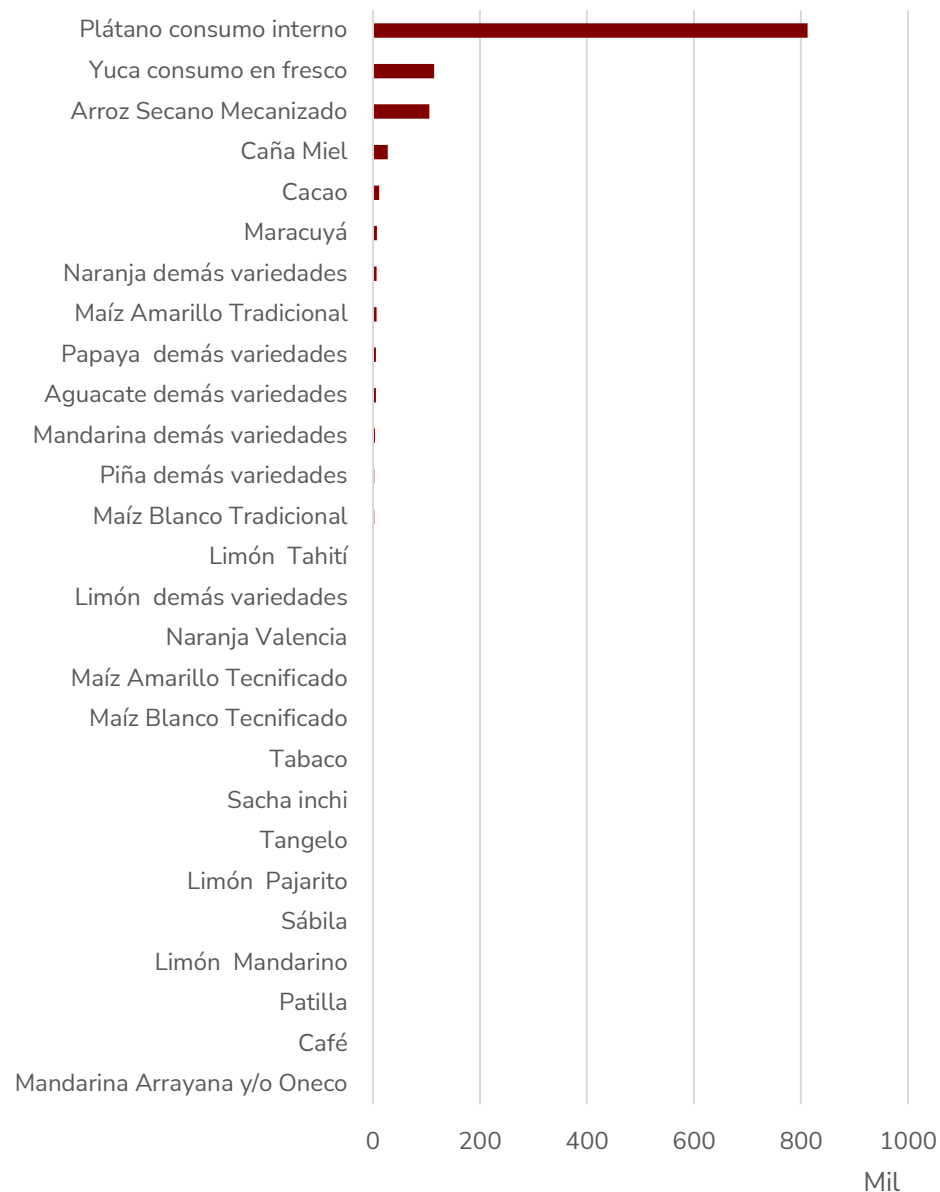 Plátano consumo interno
Yuca consumo en fresco
Arroz Secano Mecanizado
Caña Miel
Cacao
Maracuyá
Naranja demás variedades
Maíz Amarillo Tradicional
Papaya  demás variedades
Aguacate demás variedades
Mandarina demás variedades
Piña demás variedades
Maíz Blanco Tradicional
Limón  Tahití
Limón  demás variedades
Naranja Valencia
Maíz Amarillo Tecnificado
Maíz Blanco Tecnificado
Tabaco
Sacha inchi
Tangelo
Limón  Pajarito
Sábila
Limón  Mandarino
Patilla
Café
Mandarina Arrayana y/o Oneco
0 200 400 600 800 1000
Mil